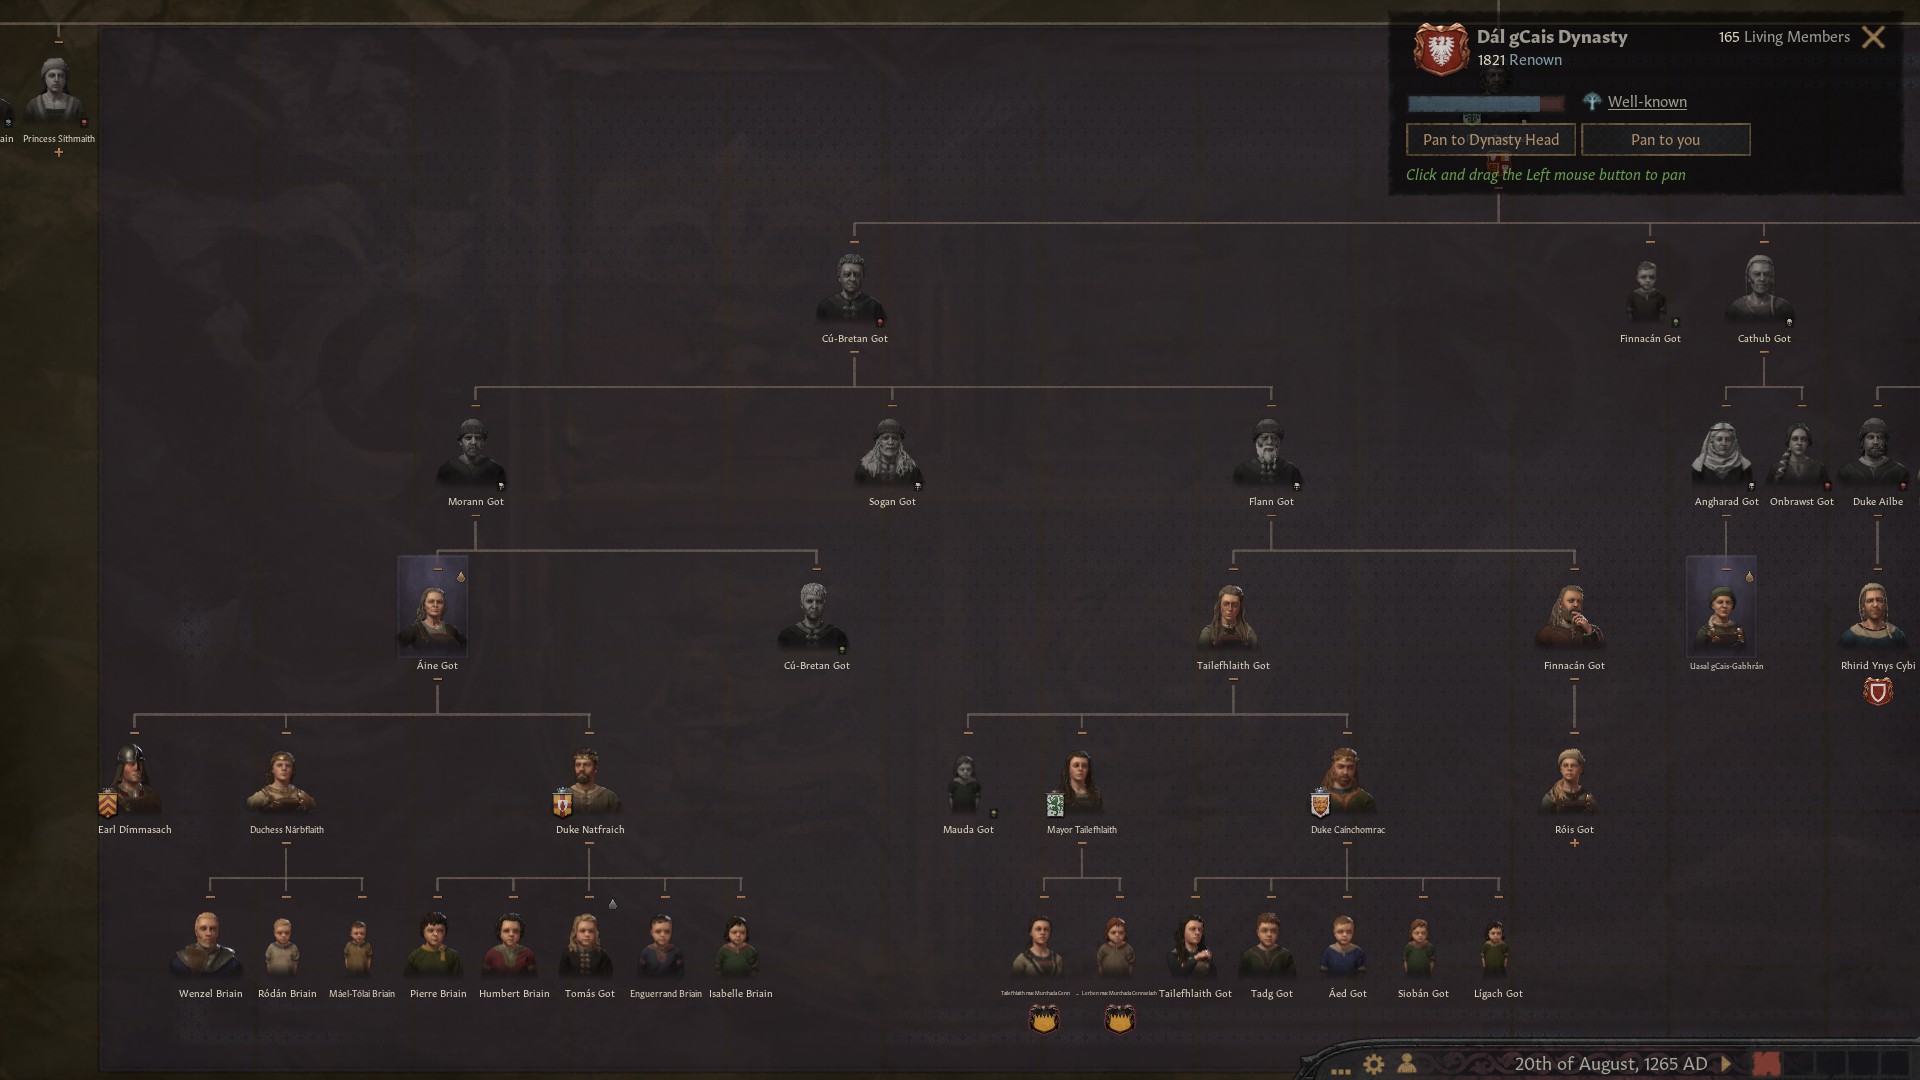 Dál gCais Dynasty
165 Living Members
1821 Renown
Well-known
Pan to Dynasty Head
Pan to you
Click and drag the Left mouse button to pan
ain
Princess Síthmaith
Cú-Bretan Got
Finnacán Got
Cathub Got
Morann Got
Sogan Got
Flann Got
Angharad Got
Onbrawst Got
Duke Ailbe
Áine Got
Cú-Bretan Got
Tailefhlaith Got
Finnacán Got
Uasal gCais-Gabhrán
Rhirid Ynys Cybi
Earl Dímmasach
Duchess Nárbflaith
Duke Natfraich
Mauda Got
Mayor Tailefhlaith
Duke Caínchomrac
Róis Got
Wenzel Briain
Ródán Briain
Máel-Tólai Briain
Pierre Briain
Humbert Briain
Tomás Got
Enguerrand Briain
Isabelle Briain
Tailefhlaith Got
Tadg Got
Áed Got
Siobán Got
Lígach Got
... 20th of August, 1265 AD